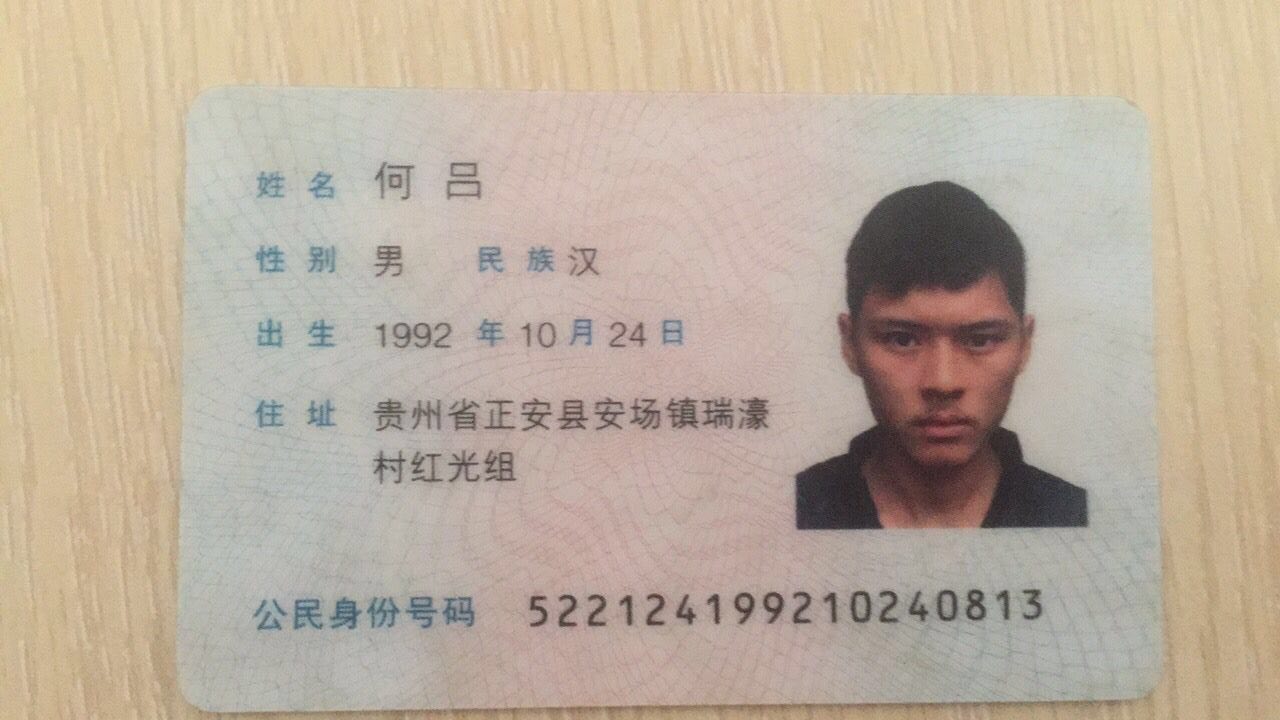 姓名 何吕
性别 男 民族 汉
出生 1992 年 10 月 24 日
住址 贵州省正安县安场镇瑞濠
村红光组
公民身份号码 522124199210240813